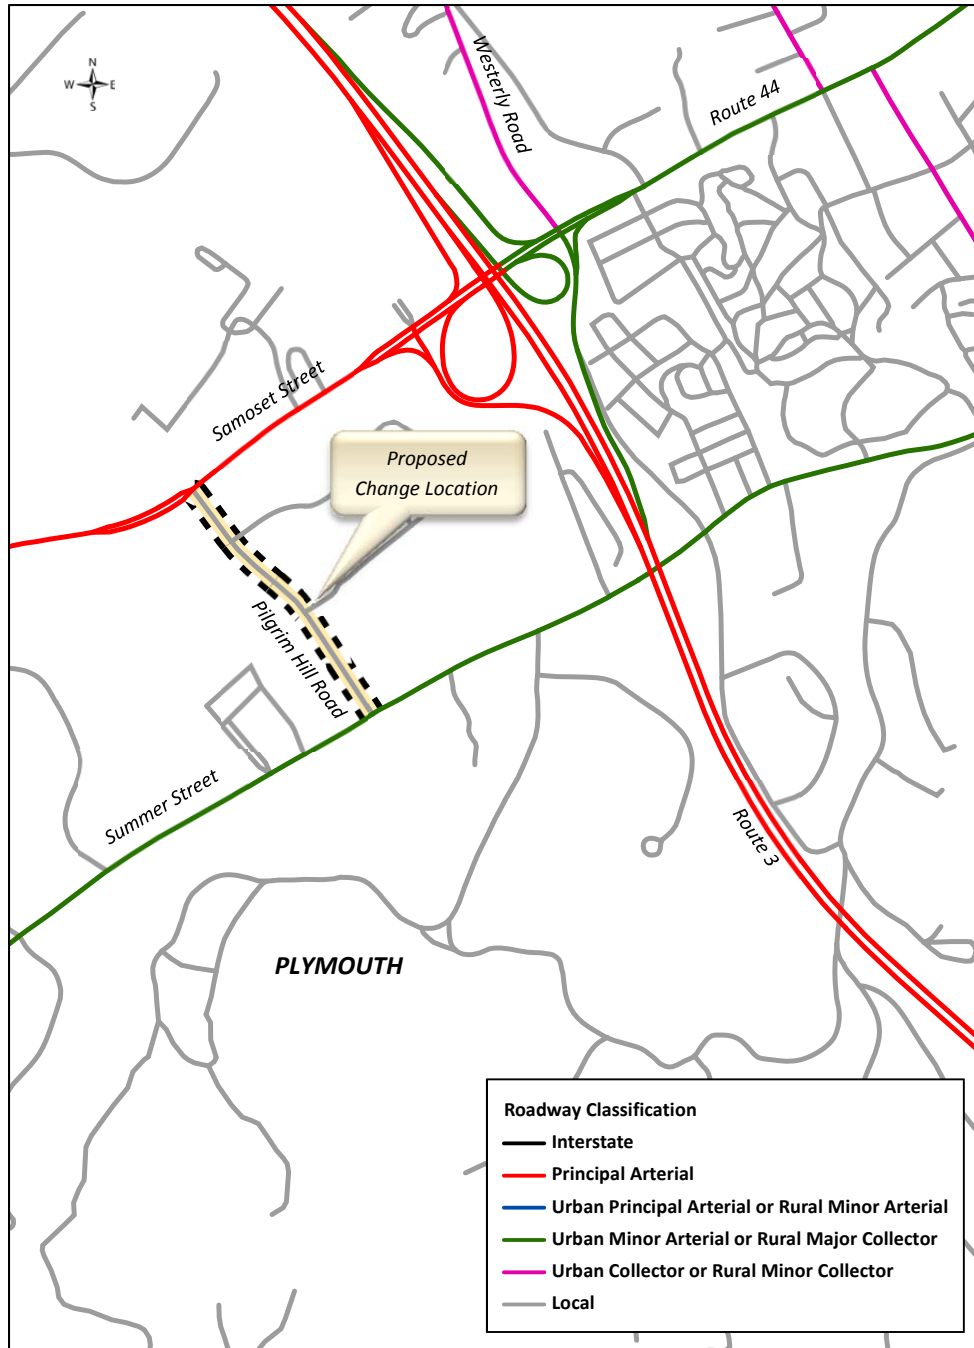 N
W E
S
Westerly Road
Route 44
Samoset Street
Proposed
Change Location
Pilgrim Hill Road
Summer Street
Route 3
PLYMOUTH
Roadway Classification
Interstate
Principal Arterial
Urban Principal Arterial or Rural Minor Arterial
Urban Minor Arterial or Rural Major Collector
Urban Collector or Rural Minor Collector
Local